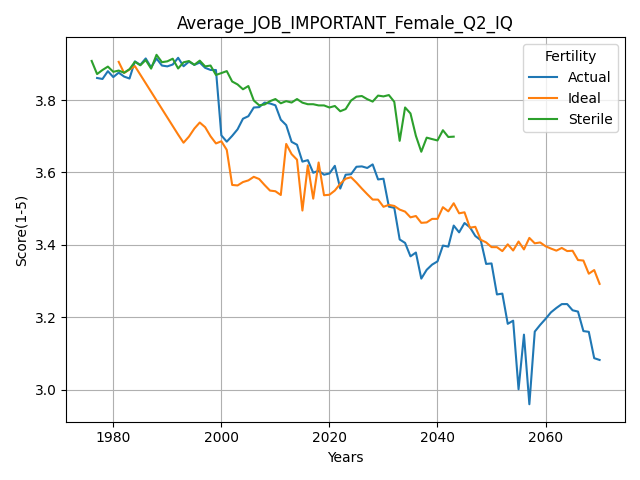 Average_JOB_IMPORTANT_Female_Q2_IQ
Score(1-5)
3.8
3.6
3.4
3.2
3.0
Fertility
Actual
Ideal
Sterile
1980 2000 2020 2040 2060
Years